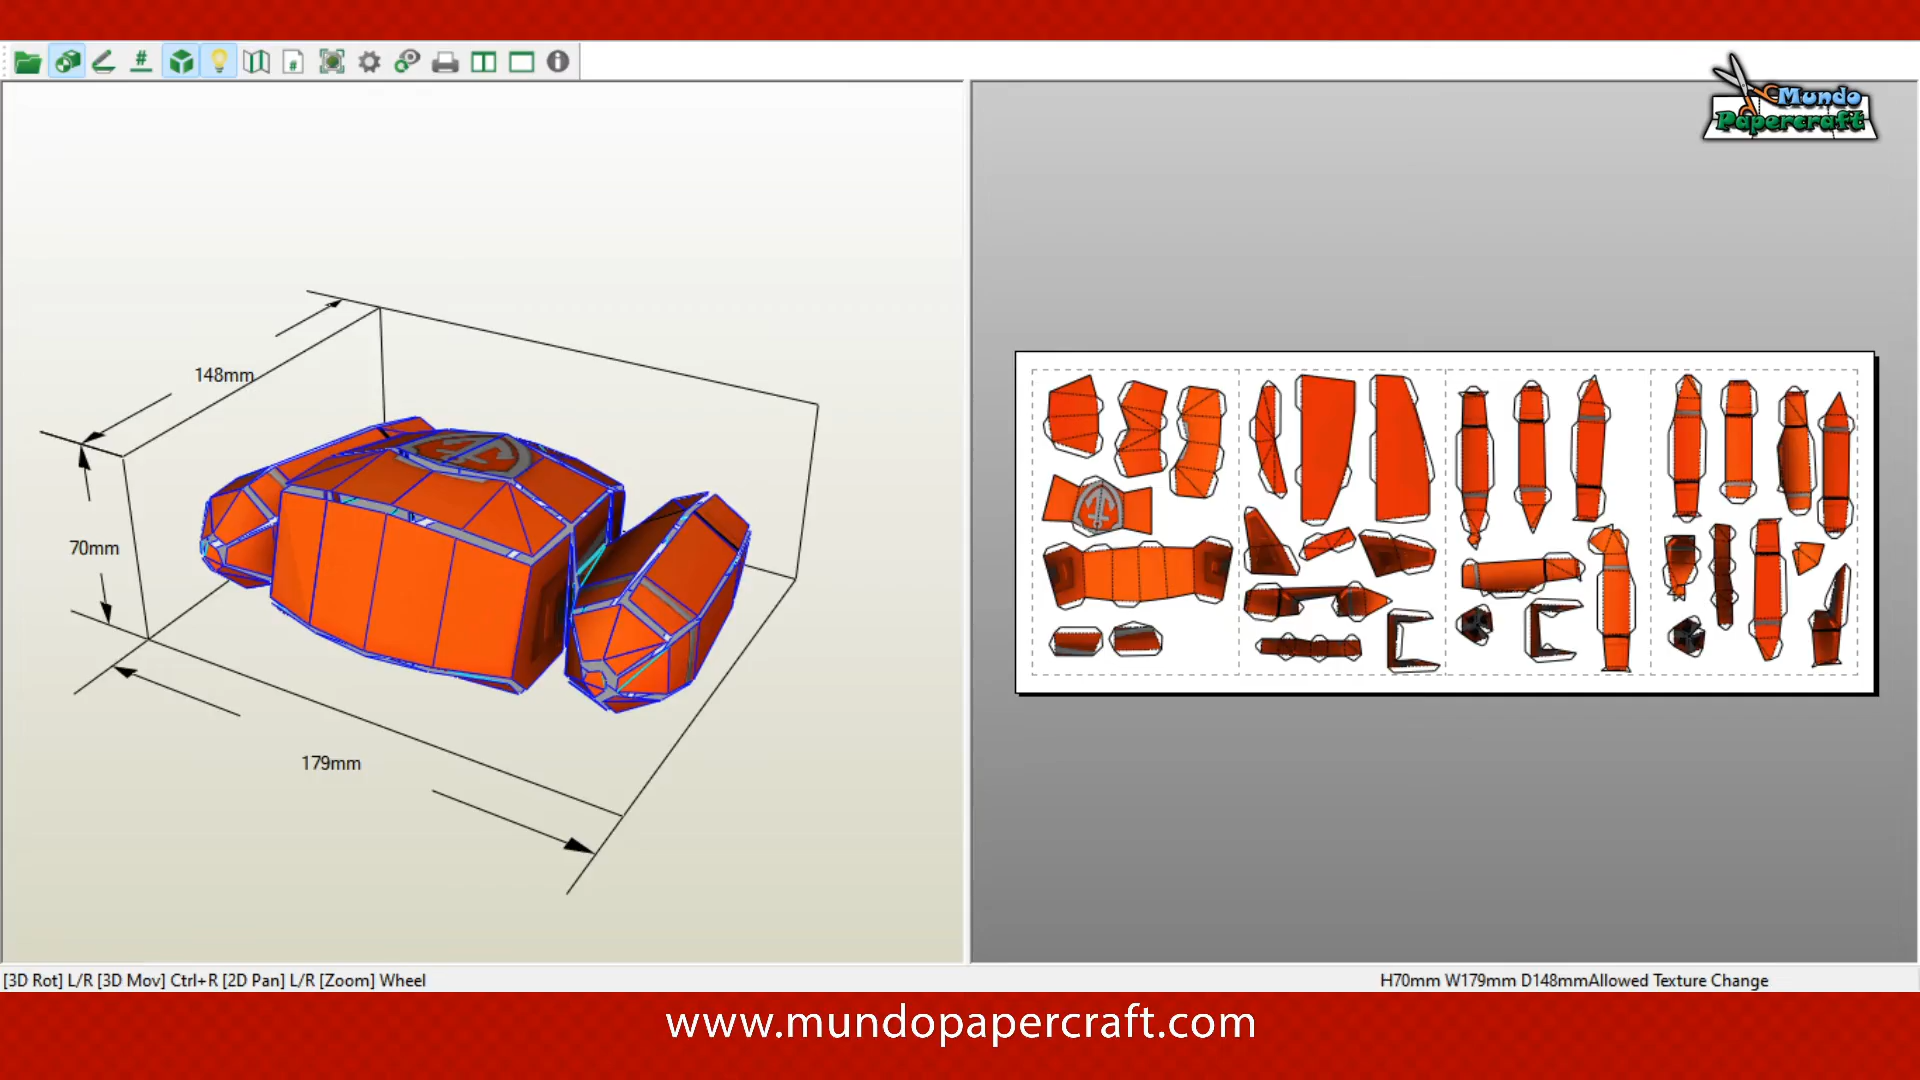 Mundo
Papercraft
148mm
70mm
179mm
[3D Rot] L/R [3D Mov] Ctrl+R [2D Pan] L/R [Zoom] Wheel
H70mm W179mm D148mmAllowed Texture Change
www.mundopapercraft.com